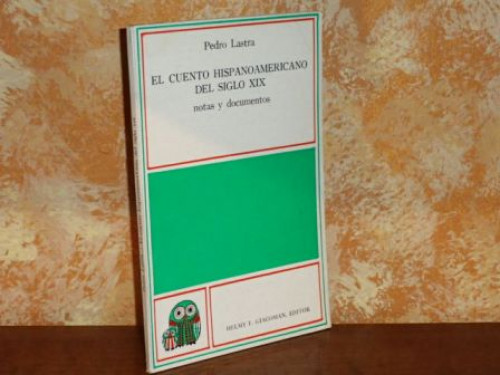 Pedro Lastra
EL CUENTO HISPANOAMERICANO
DEL SIGLO XIX
notas y documentos
HELMY F. GIACOMAN, EDITOR